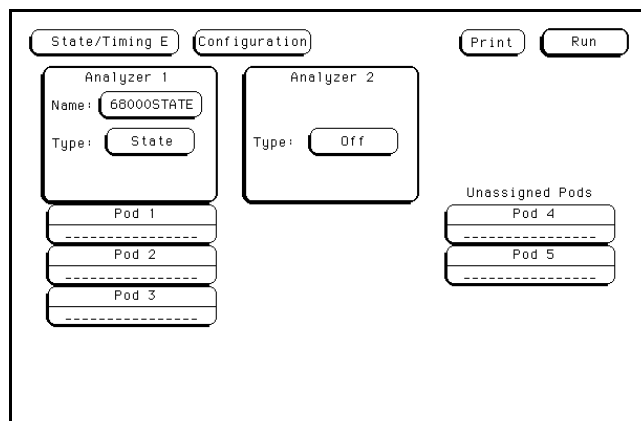 State/Timing E Configuration Print Run
Analyzer 1
Name: 68000STATE
Type: State
Analyzer 2
Type: Off
Unassigned Pods
Pod 1
Pod 2
Pod 3
Pod 4
Pod 5